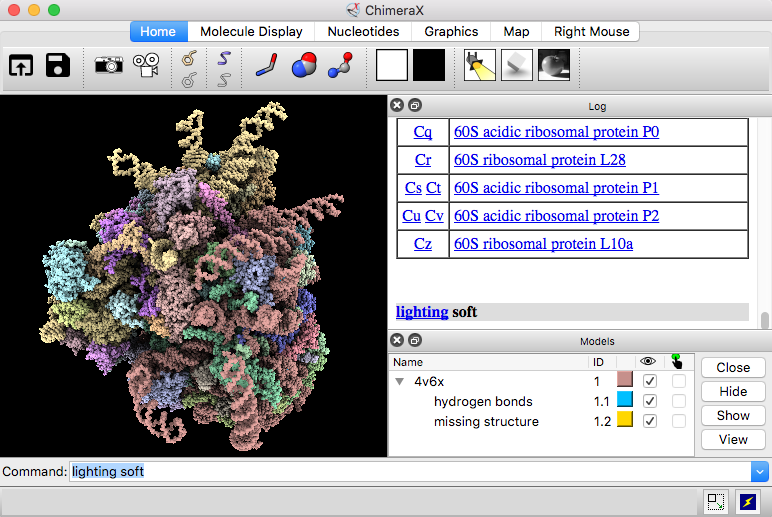 ChimeraX
Home Molecule Display Nucleotides Graphics Map Right Mouse
Log
Cq 60S acidic ribosomal protein P0
Cr 60S ribosomal protein L28
Cs Ct 60S acidic ribosomal protein P1
Cu Cv 60S acidic ribosomal protein P2
Cz 60S ribosomal protein L10a
lighting soft
Models
Name ID
4v6x 1
hydrogen bonds 1.1
missing structure 1.2
Close
Hide
Show
View
Command: lighting soft